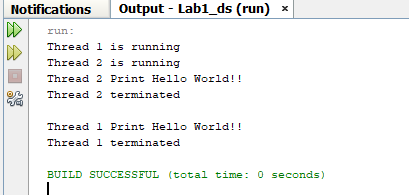 Notifications
Output - Lab1_ds (run) ×
run:
Thread 1 is running
Thread 2 is running
Thread 2 Print Hello World!!
Thread 2 terminated
Thread 1 Print Hello World!!
Thread 1 terminated
BUILD SUCCESSFUL (total time: 0 seconds)